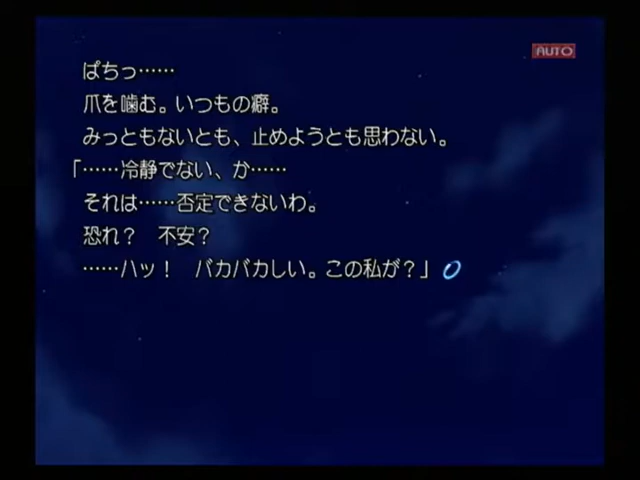 AUTO
ぱちっ……
爪を噛む。いつもの癖。
みっともないとも、止めようとも思わない。
「……冷静でない、か……
それは……否定できないわ。
恐れ？　不安？
……ハッ！　バカバカしい。この私が？」